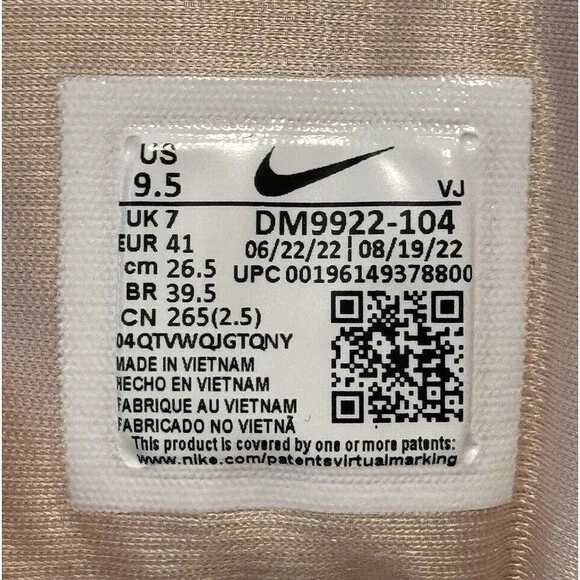 US
9.5
VJ
UK 7
DM9922-104
EUR 41
06/22/22 | 08/19/22
cm 26.5
UPC 00196149378800
BR 39.5
CN 265(2.5)
04QTVWQJGTQNY
MADE IN VIETNAM
HECHO EN VIETNAM
FABRIQUE AU VIETNAM
FABRICADO NO VIETNÃ
This product is covered by one or more patents:
www.nike.com/patentsvirtualmarking